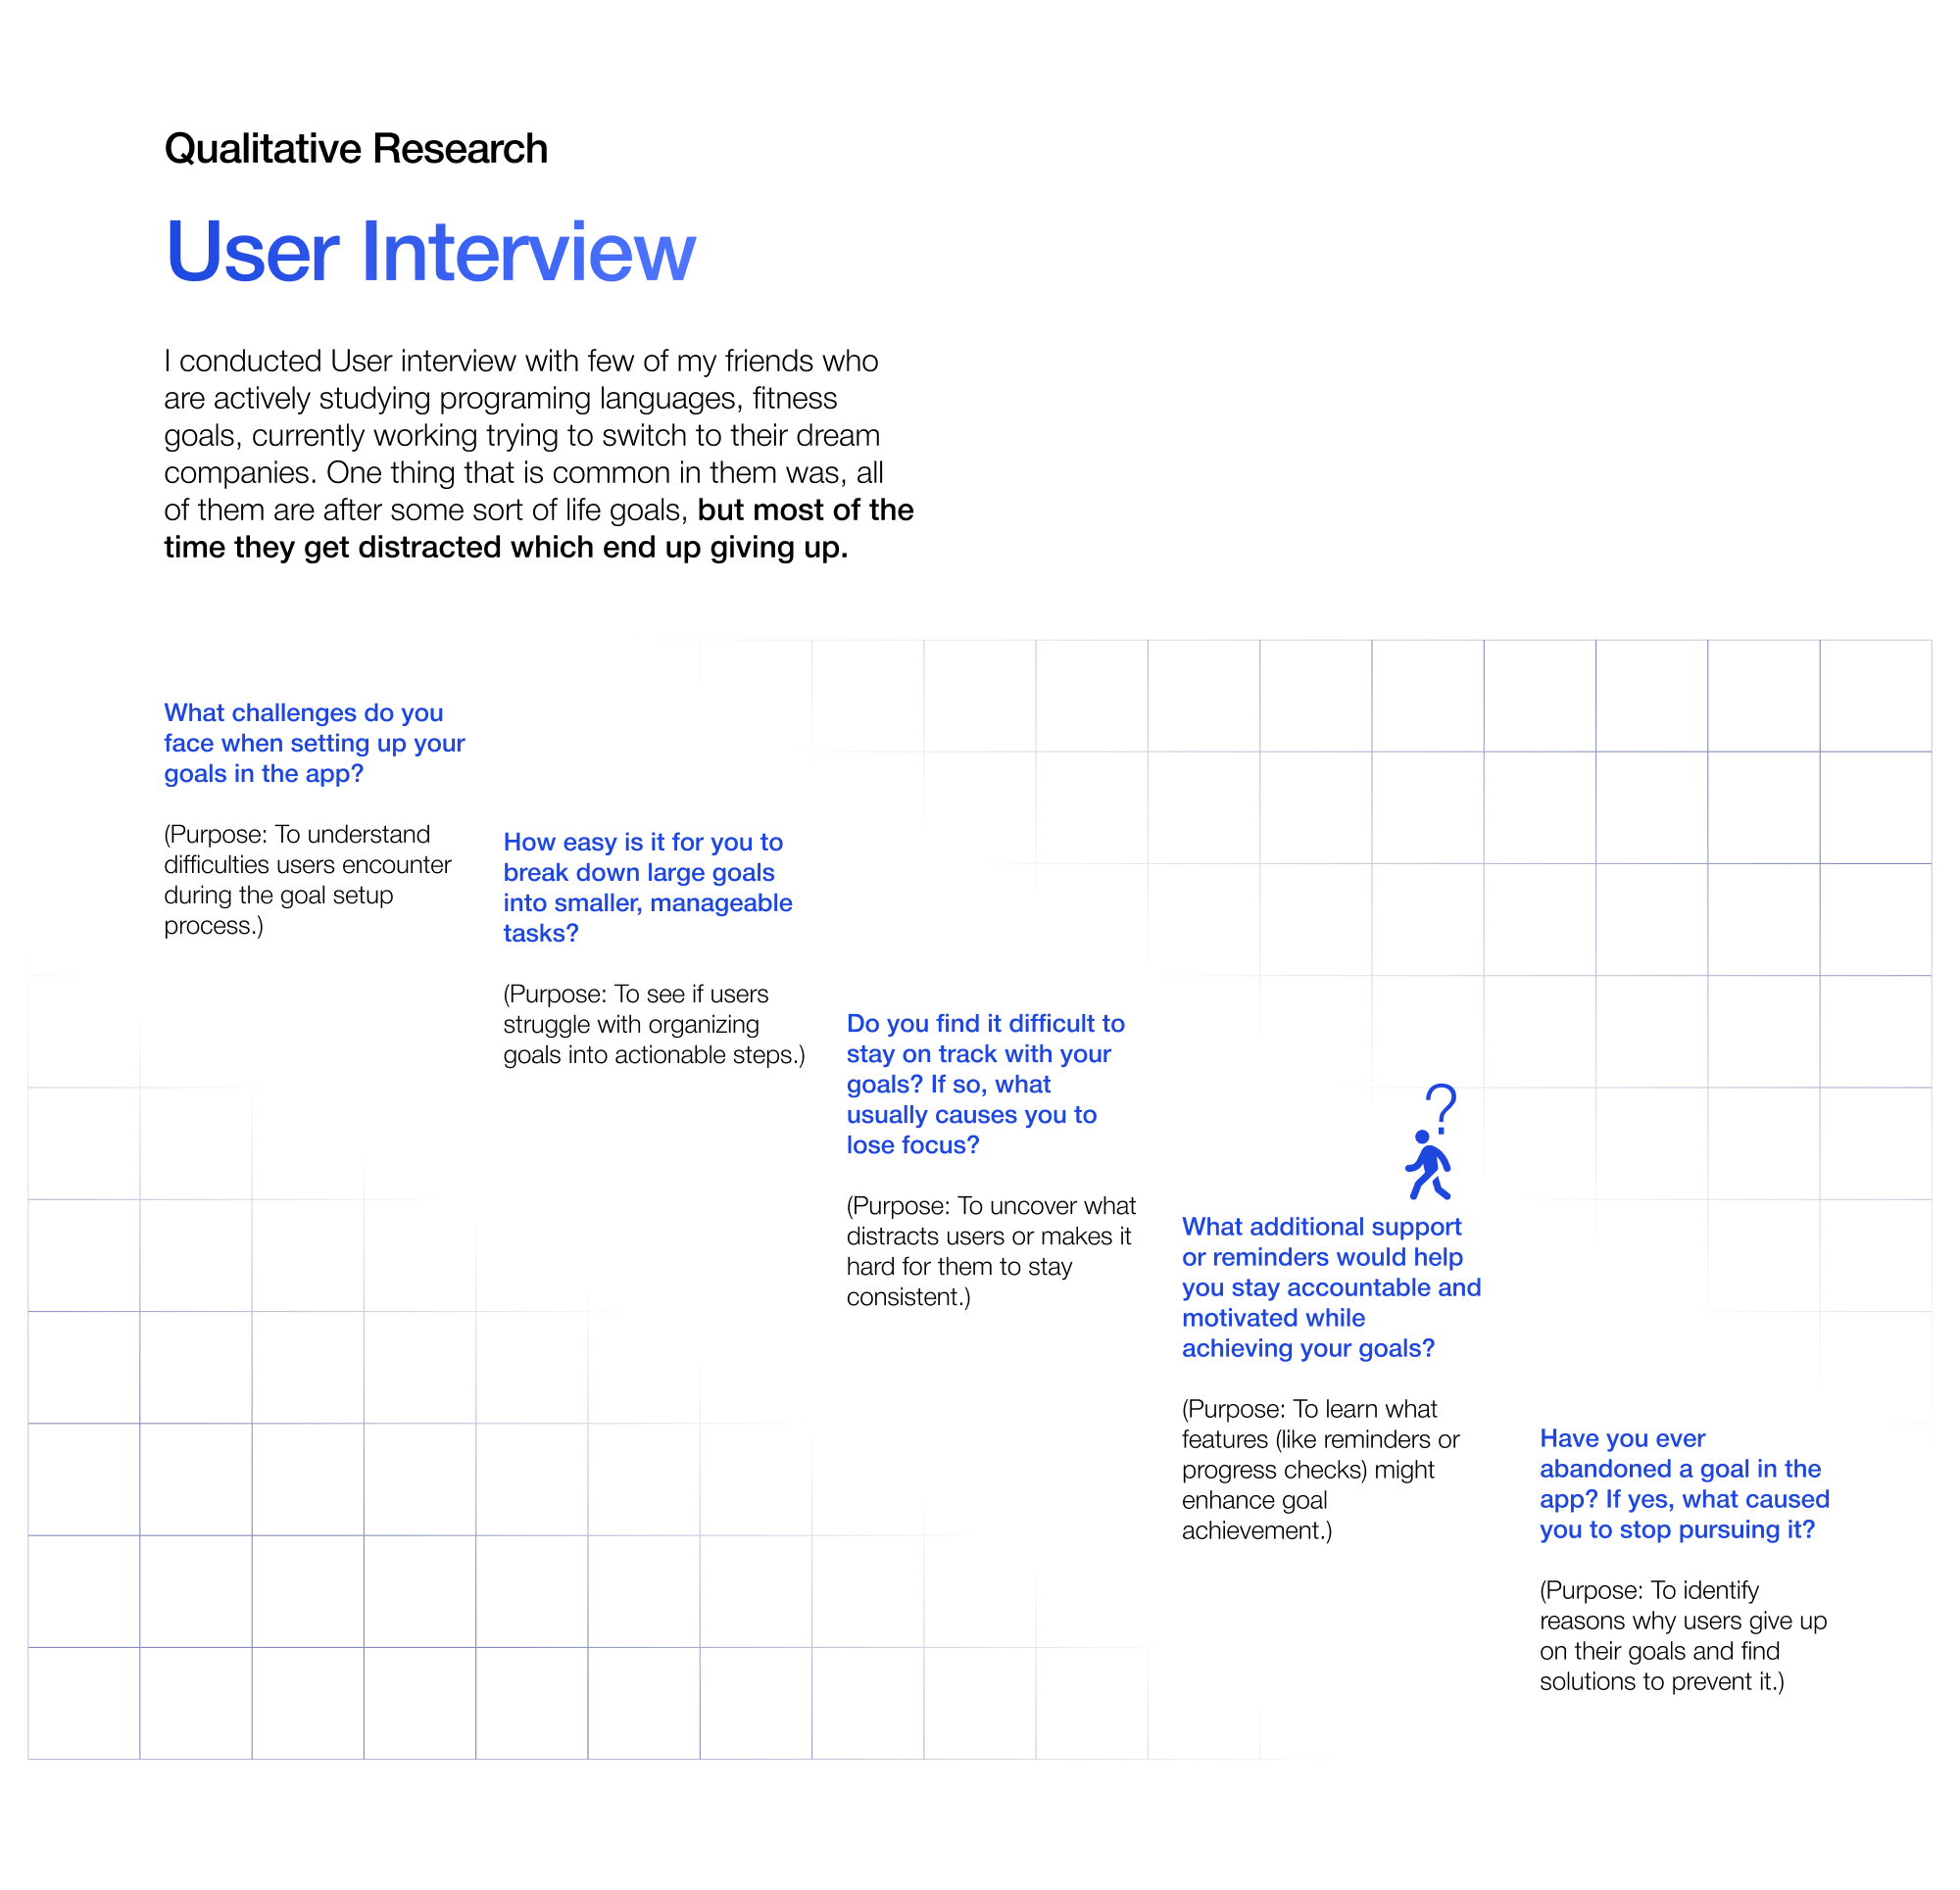 Qualitative Research
User Interview
I conducted User interview with few of my friends who
are actively studying programing languages, fitness
goals, currently working trying to switch to their dream
companies. One thing that is common in them was, all
of them are after some sort of life goals, but most of the
time they get distracted which end up giving up.
What challenges do you
face when setting up your
goals in the app?
(Purpose: To understand
difficulties users encounter
during the goal setup
process.)
How easy is it for you to
break down large goals
into smaller, manageable
tasks?
(Purpose: To see if users
struggle with organizing
goals into actionable steps.)
Do you find it difficult to
stay on track with your
goals? If so, what
usually causes you to
lose focus?
(Purpose: To uncover what
distracts users or makes it
hard for them to stay
consistent.)
?
What additional support
or reminders would help
you stay accountable and
motivated while
achieving your goals?
(Purpose: To learn what
features (like reminders or
progress checks) might
enhance goal
achievement.)
Have you ever
abandoned a goal in the
app? If yes, what caused
you to stop pursuing it?
(Purpose: To identify
reasons why users give up
on their goals and find
solutions to prevent it.)